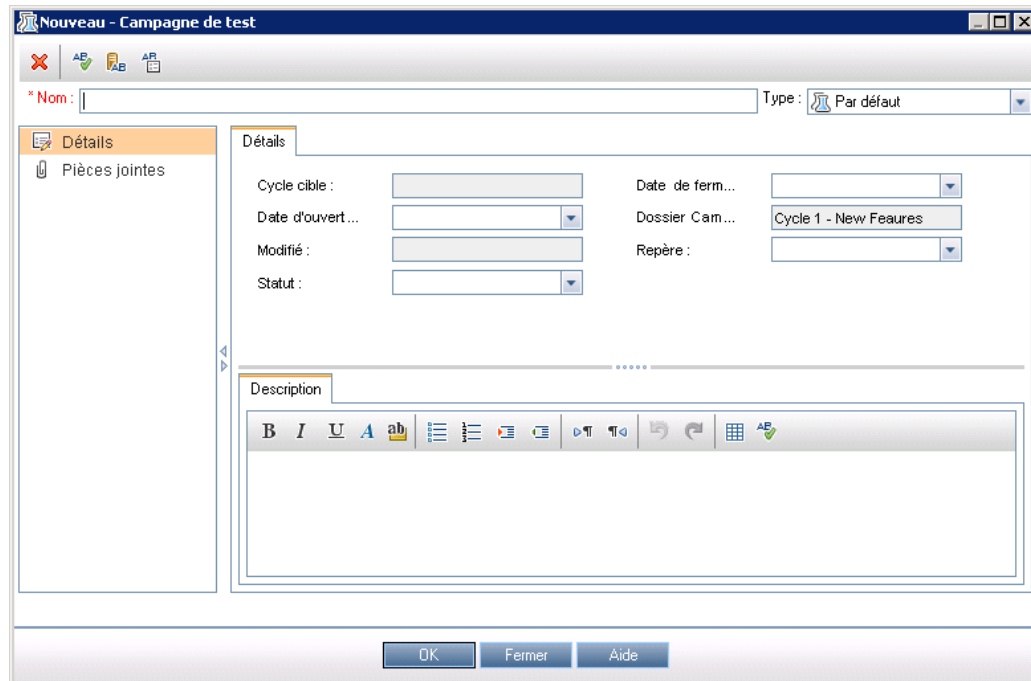 Nouveau - Campagne de test
* Nom :
Type : Par défaut
Détails
Pièces jointes
Détails
Cycle cible :
Date de ferm...
Date d'ouvert...
Dossier Cam... Cycle 1 - New Feaures
Modifié :
Repère :
Statut :
Description
OK Fermer Aide